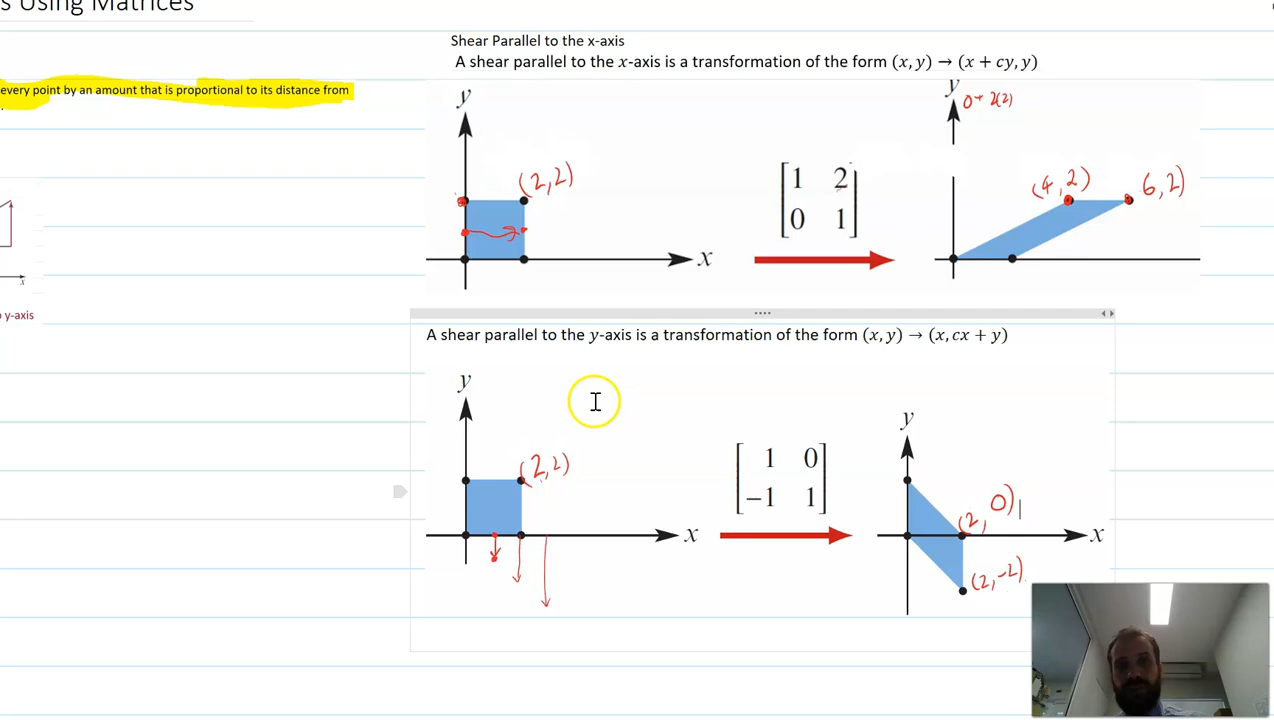 s Using Matrices
Shear Parallel to the x-axis
A shear parallel to the x-axis is a transformation of the form (x, y) → (x + cy, y)
every point by an amount that is proportional to its distance from
y
(2,2)
[1 2
0 1]
x
y
0+ 2(2)
(4,2)
6,2)
x
o y-axis
A shear parallel to the y-axis is a transformation of the form (x, y) → (x, cx + y)
y
(2,2)
x
[1 0
−1 1]
y
(2, 0)
x
(2,-2)